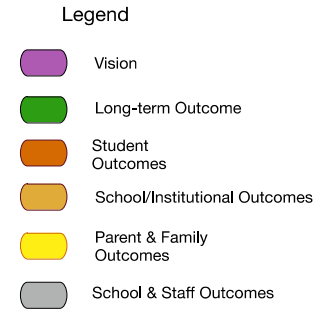 Legend
Vision
Long-term Outcome
Student
Outcomes
School/Institutional Outcomes
Parent & Family
Outcomes
School & Staff Outcomes